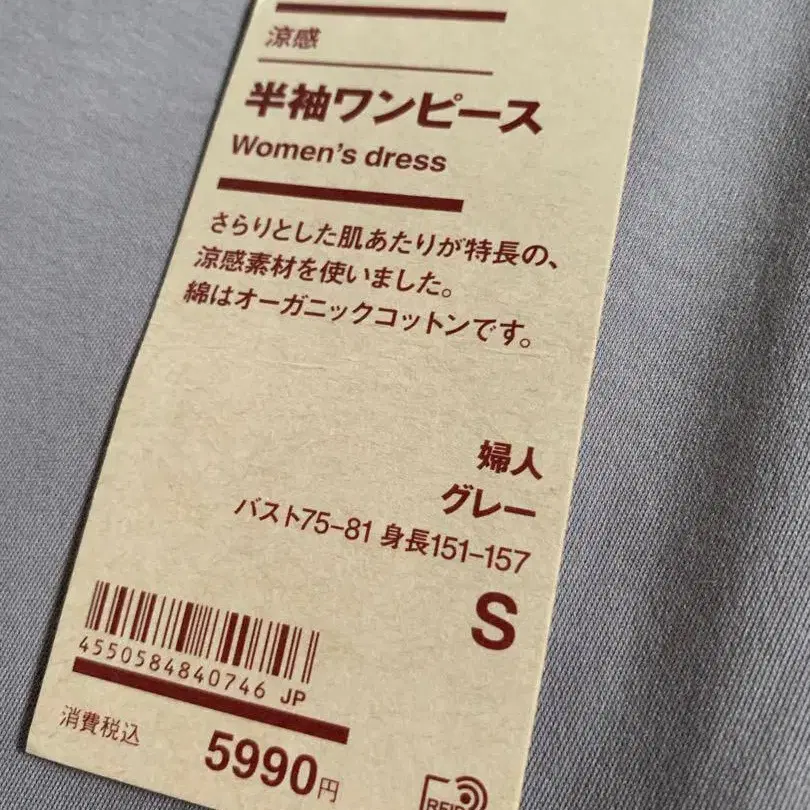 涼感
半袖ワンピース
Women's dress
さらりとした肌あたりが特長の、
涼感素材を使いました。
綿はオーガニックコットンです。
婦人
グレー
バスト75-81 身長151-157
S
4550584840746 JP
消費税込 5990円
RFID